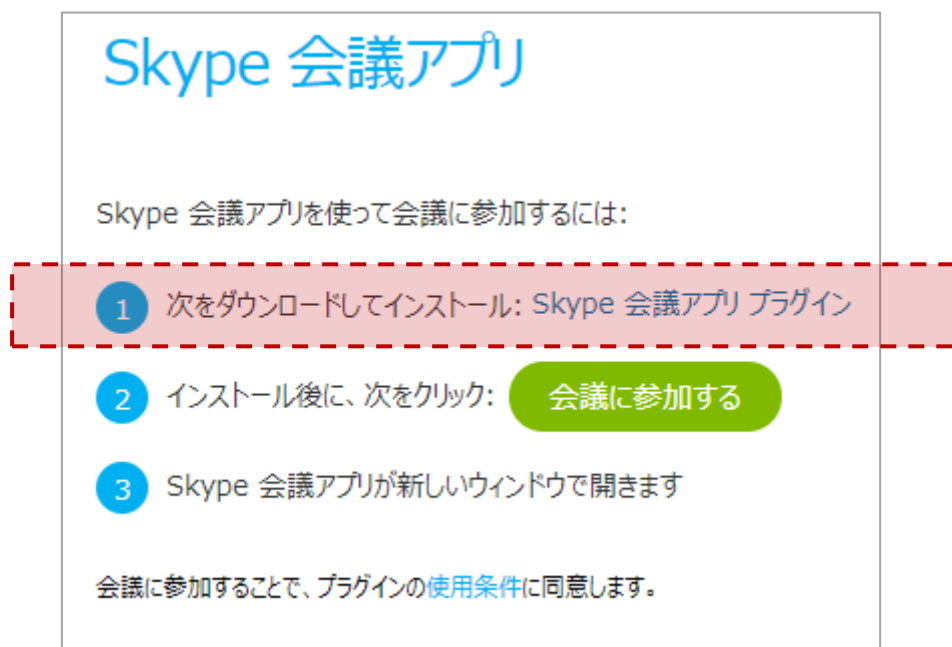 Skype 会議アプリ
Skype 会議アプリを使って会議に参加するには:
1 次をダウンロードしてインストール: Skype 会議アプリ プラグイン
2 インストール後に、次をクリック: 会議に参加する
3 Skype 会議アプリが新しいウィンドウで開きます
会議に参加することで、プラグインの使用条件に同意します。